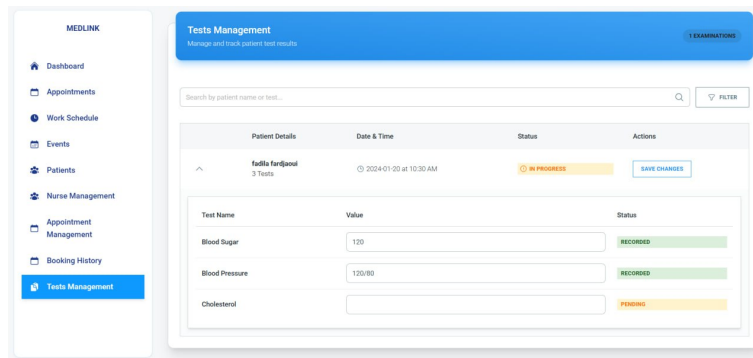 MEDLINK
Dashboard
Appointments
Work Schedule
Events
Patients
Nurse Management
Appointment
Management
Booking History
Tests Management
Tests Management
Manage and track patient test results
1 EXAMINATIONS
Search by patient name or test...
FILTER
Patient Details Date & Time Status Actions
fadila fardjaoui
3 Tests
2024-01-20 at 10:30 AM
IN PROGRESS
SAVE CHANGES
Test Name Value Status
Blood Sugar 120 RECORDED
Blood Pressure 120/80 RECORDED
Cholesterol PENDING